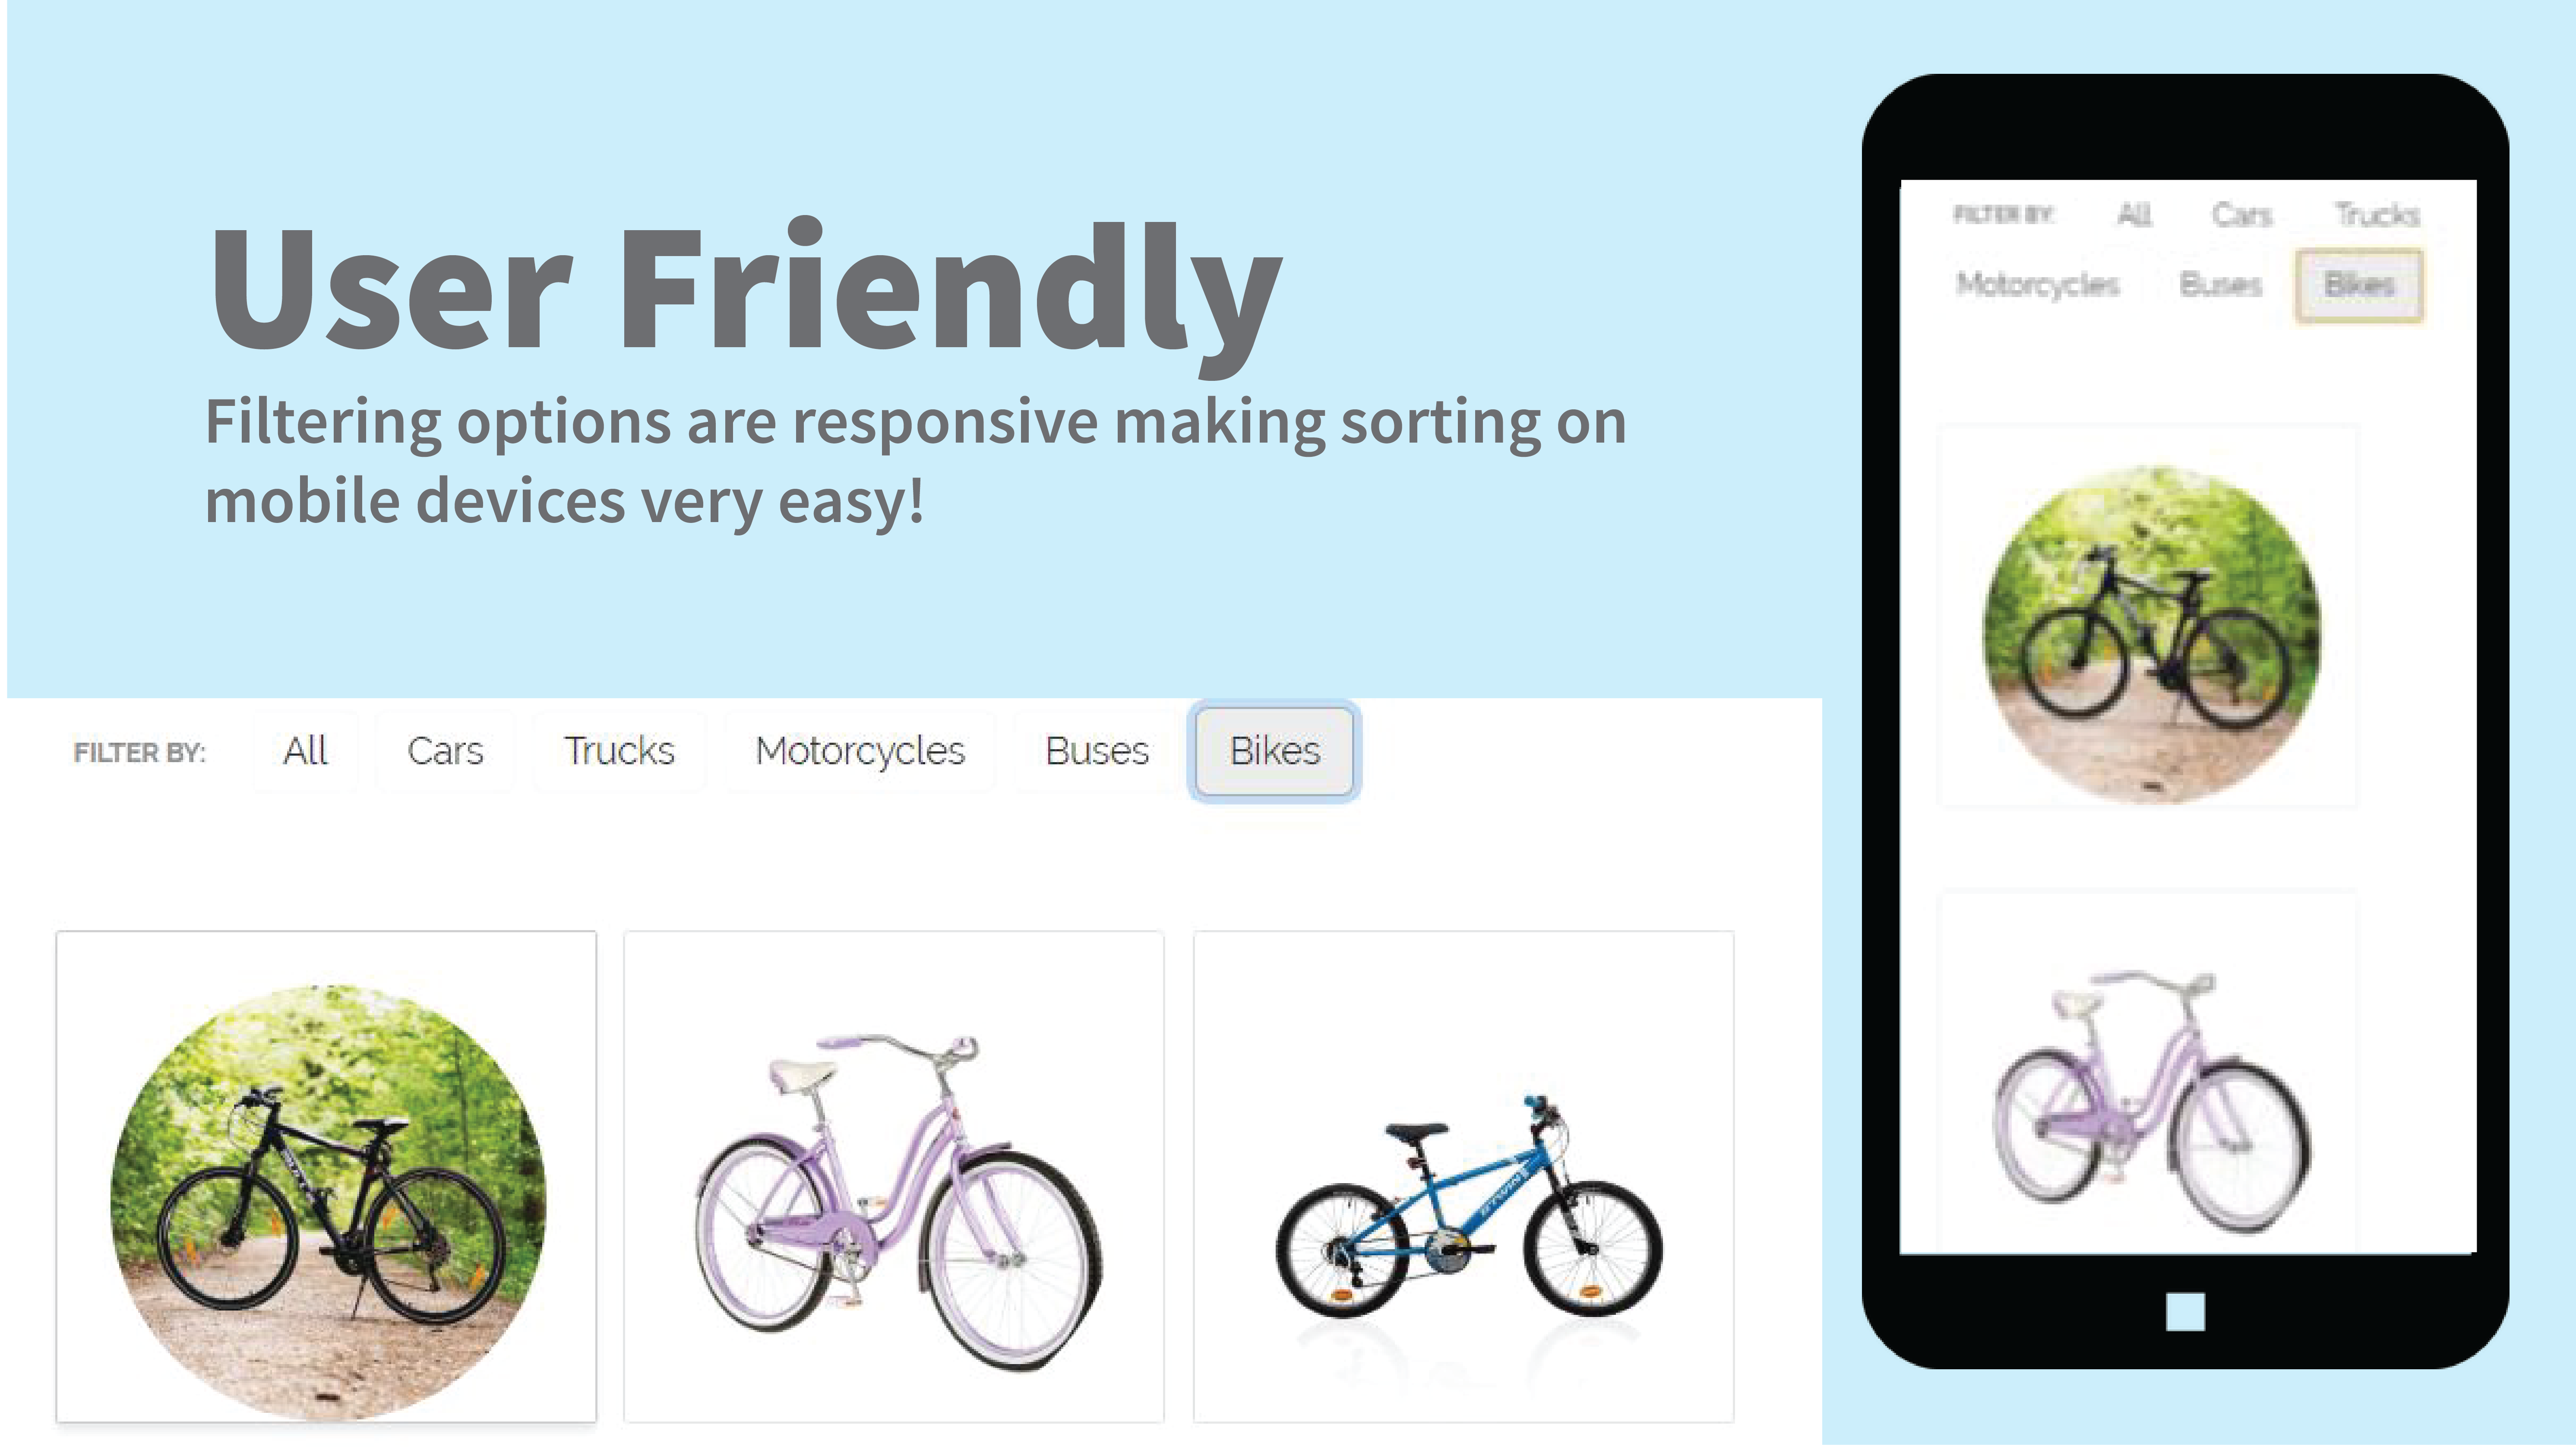 User Friendly
Filtering options are responsive making sorting on
mobile devices very easy!
FILTER BY: All Cars Trucks Motorcycles Buses Bikes
BTWIN
FILTER BY: All Cars Trucks
Motorcycles Buses Bikes